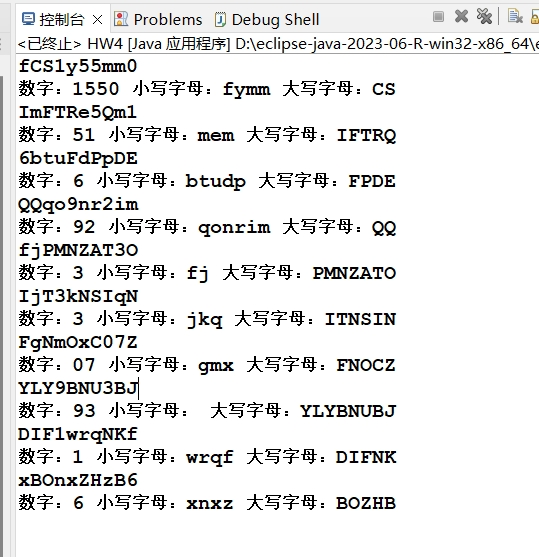 控制台 Problems Debug Shell
<已终止> HW4 [Java 应用程序] D:\eclipse-java-2023-06-R-win32-x86_64\e
fCS1y55mm0
数字：1550 小写字母：fymm 大写字母：CS
ImFTRe5Qm1
数字：51 小写字母：mem 大写字母：IFTRQ
6btuFdPpDE
数字：6 小写字母：btudp 大写字母：FPDE
QQqo9nr2im
数字：92 小写字母：qonrim 大写字母：QQ
fjPMNZAT3O
数字：3 小写字母：fj 大写字母：PMNZATO
IjT3kNSIqN
数字：3 小写字母：jkq 大写字母：ITNSIN
FgNmOxC07Z
数字：07 小写字母：gmx 大写字母：FNOCZ
YLY9BNU3BJ
数字：93 小写字母： 大写字母：YLYBNUBJ
DIF1wrqNKf
数字：1 小写字母：wrqf 大写字母：DIFNK
xBOnxZHzB6
数字：6 小写字母：xnxz 大写字母：BOZHB